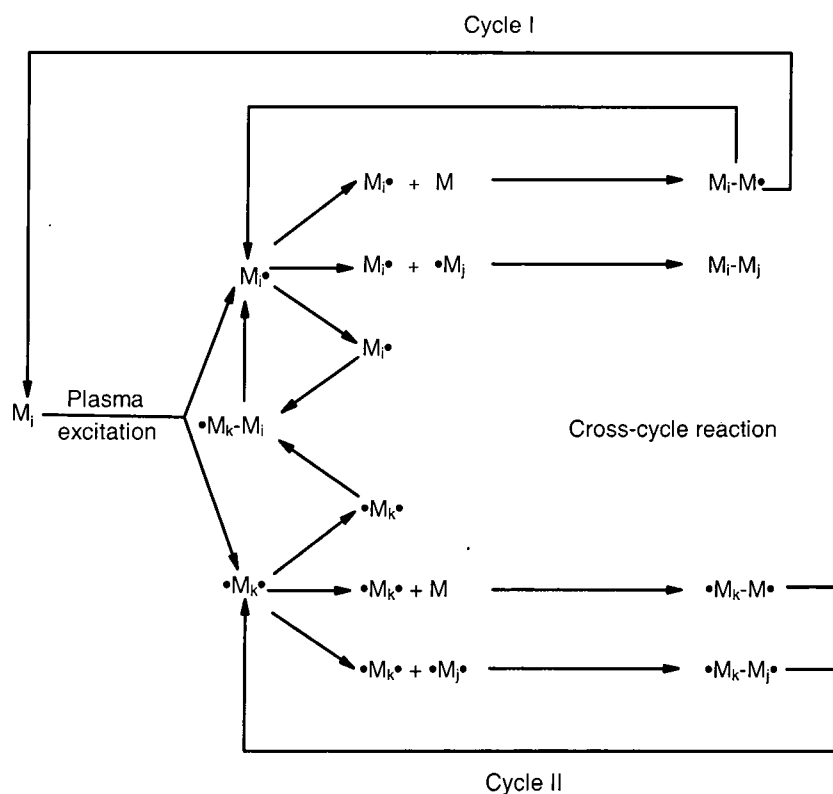 Cycle I
Mᵢ• + M Mᵢ-M•
Mᵢ• Mᵢ• + •Mⱼ Mᵢ-Mⱼ
Mᵢ•
Mᵢ Plasma excitation •Mₖ-Mᵢ Cross-cycle reaction
•Mₖ•
•Mₖ• •Mₖ• + M •Mₖ-M•
•Mₖ• + •Mⱼ• •Mₖ-Mⱼ•
Cycle II